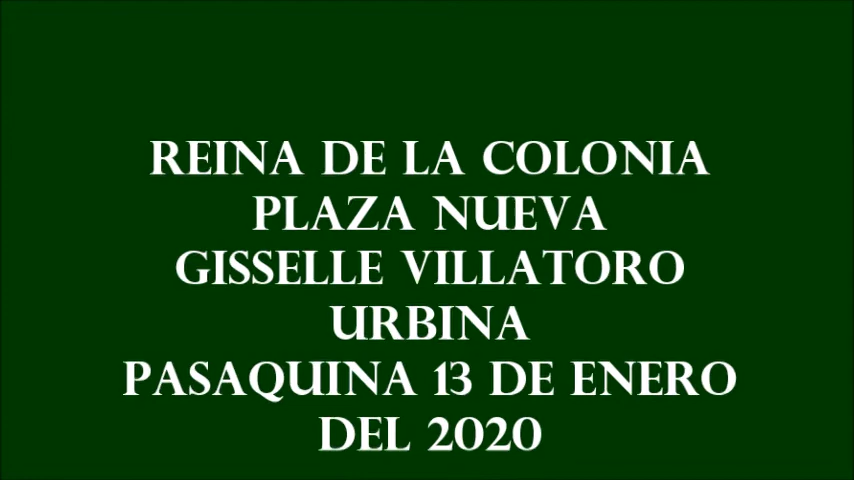 REINA DE LA COLONIA
PLAZA NUEVA
GISSELLE VILLATORO
URBINA
PASAQUINA 13 DE ENERO
DEL 2020